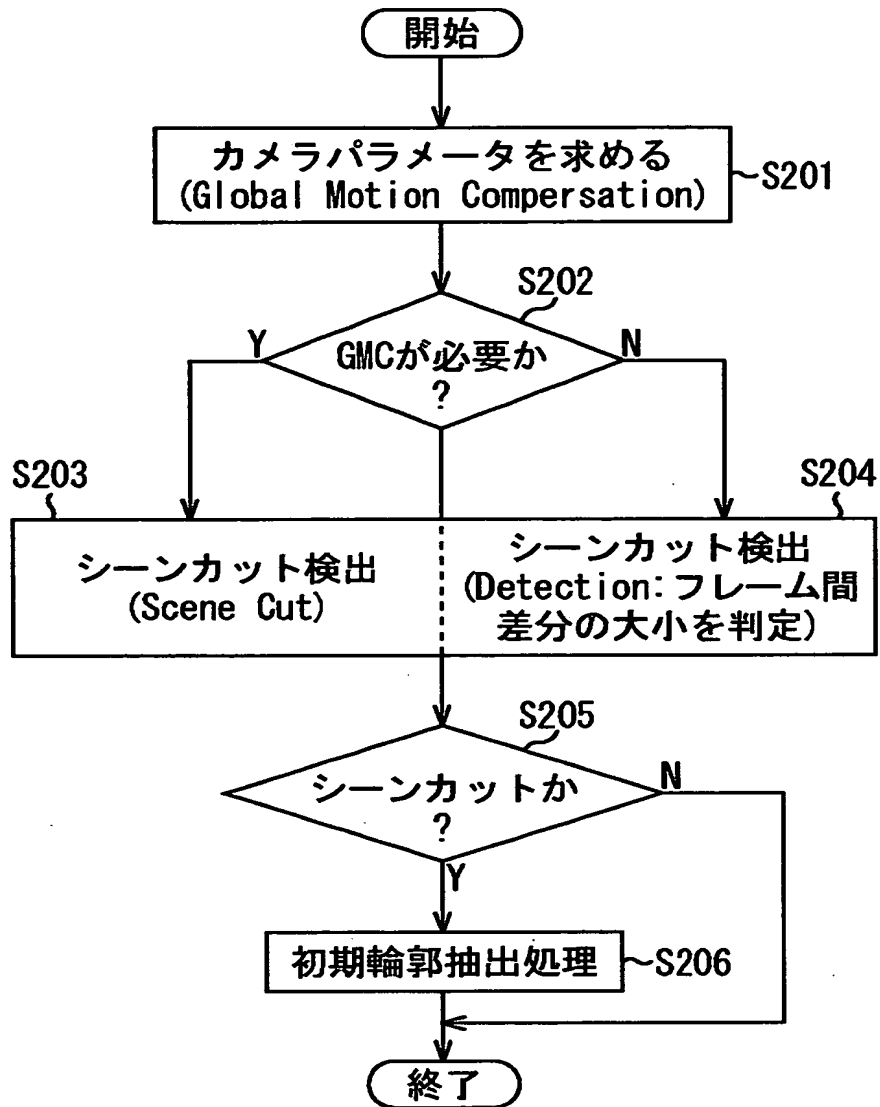 開始
カメラパラメータを求める
(Global Motion Compersation)
S201
S202
Y
GMCが必要か
?
N
S203
S204
シーンカット検出
(Scene Cut)
シーンカット検出
(Detection:フレーム間
差分の大小を判定)
S205
シーンカットか
?
N
Y
初期輪郭抽出処理
S206
終了